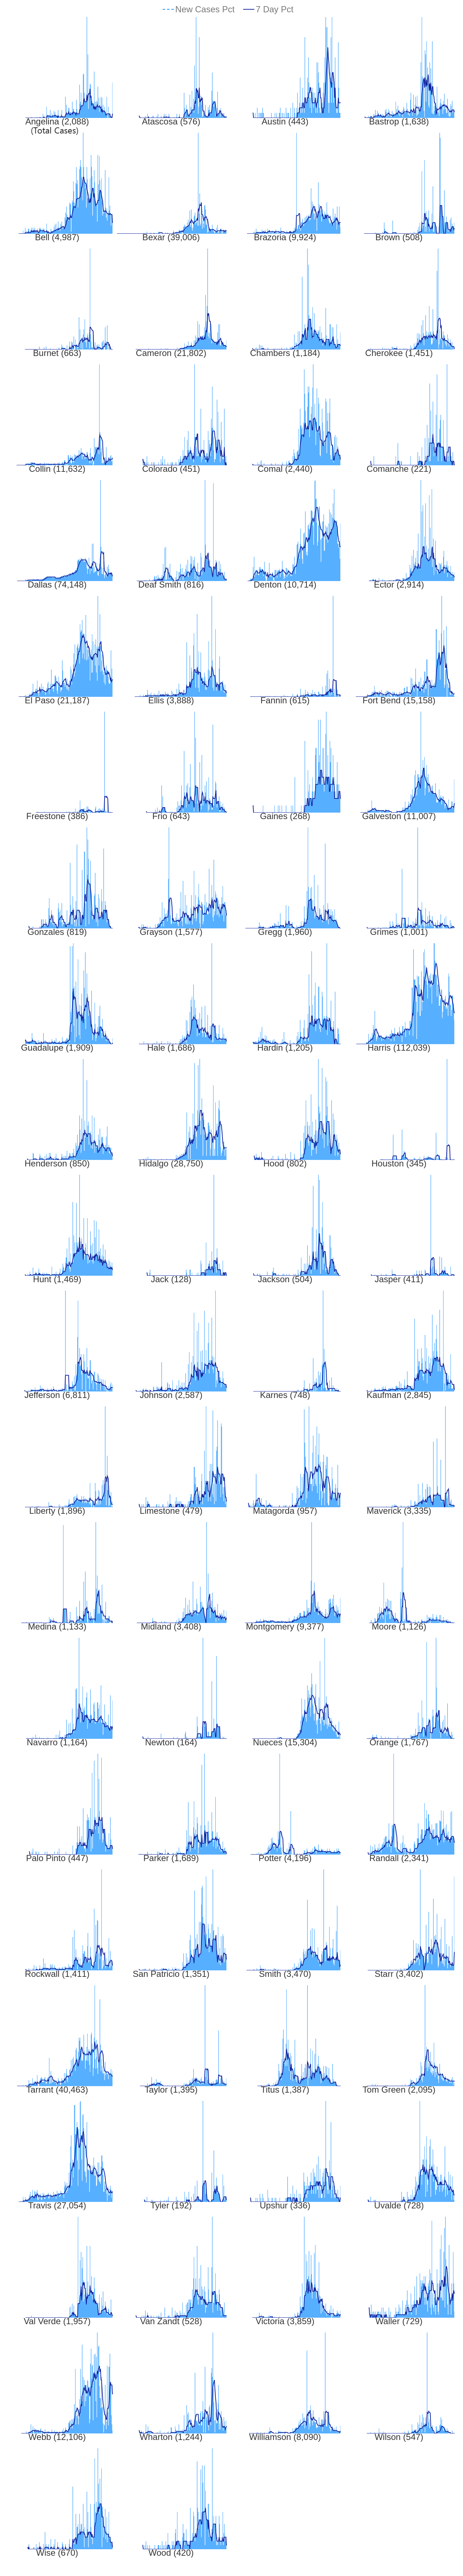 New Cases Pct 7 Day Pct
Angelina (2,088) Atascosa (576) Austin (443) Bastrop (1,638)
(Total Cases)
Bell (4,987) Bexar (39,006) Brazoria (9,924) Brown (508)
Burnet (663) Cameron (21,802) Chambers (1,184) Cherokee (1,451)
Collin (11,632) Colorado (451) Comal (2,440) Comanche (221)
Dallas (74,148) Deaf Smith (816) Denton (10,714) Ector (2,914)
El Paso (21,187) Ellis (3,888) Fannin (615) Fort Bend (15,158)
Freestone (386) Frio (643) Gaines (268) Galveston (11,007)
Gonzales (819) Grayson (1,577) Gregg (1,960) Grimes (1,001)
Guadalupe (1,909) Hale (1,686) Hardin (1,205) Harris (112,039)
Henderson (850) Hidalgo (28,750) Hood (802) Houston (345)
Hunt (1,469) Jack (128) Jackson (504) Jasper (411)
Jefferson (6,811) Johnson (2,587) Karnes (748) Kaufman (2,845)
Liberty (1,896) Limestone (479) Matagorda (957) Maverick (3,335)
Medina (1,133) Midland (3,408) Montgomery (9,377) Moore (1,126)
Navarro (1,164) Newton (164) Nueces (15,304) Orange (1,767)
Palo Pinto (447) Parker (1,689) Potter (4,196) Randall (2,341)
Rockwall (1,411) San Patricio (1,351) Smith (3,470) Starr (3,402)
Tarrant (40,463) Taylor (1,395) Titus (1,387) Tom Green (2,095)
Travis (27,054) Tyler (192) Upshur (336) Uvalde (728)
Val Verde (1,957) Van Zandt (528) Victoria (3,859) Waller (729)
Webb (12,106) Wharton (1,244) Williamson (8,090) Wilson (547)
Wise (670) Wood (420)